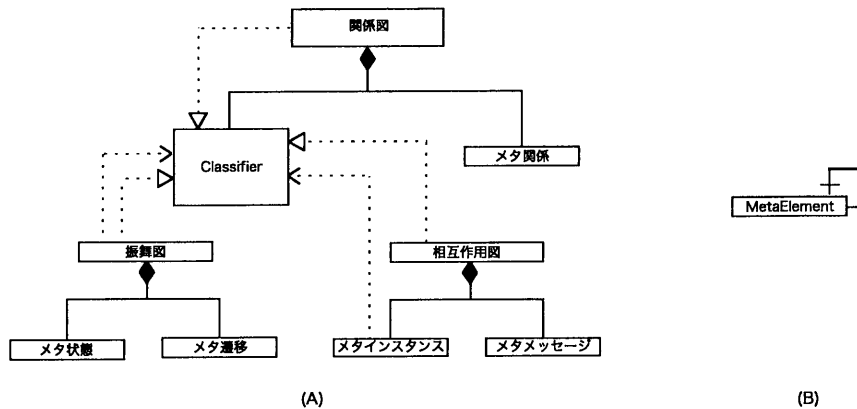 関係図
Classifier
メタ関係
MetaElement
振舞図
相互作用図
メタ状態
メタ遷移
メタインスタンス
メタメッセージ
(A)
(B)